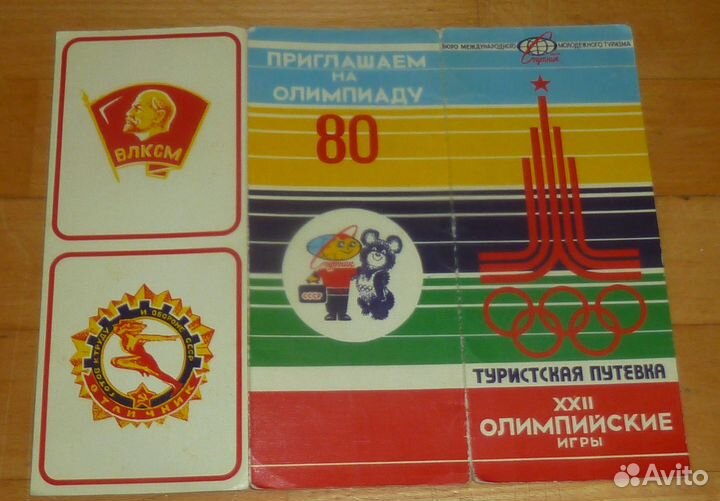 ВЛКСМ
ГОТОВ К ТРУДУ И ОБОРОНЕ СССР
ОТЛИЧНИК
ПРИГЛАШАЕМ
НА
ОЛИМПИАДУ
80
СССР
БЮРО МЕЖДУНАРОДНОГО МОЛОДЕЖНОГО ТУРИЗМА
Спутник
ТУРИСТСКАЯ ПУТЕВКА
XXII
ОЛИМПИЙСКИЕ
ИГРЫ
Avito